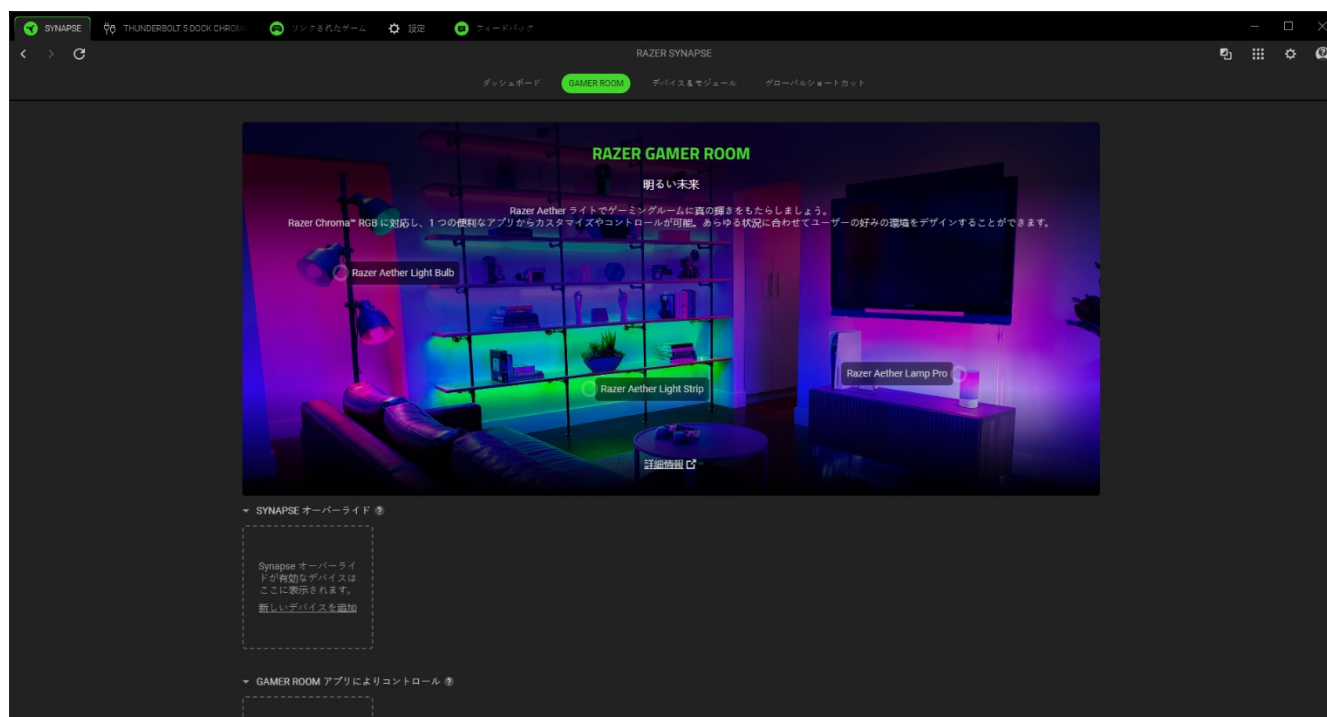 SYNAPSE
THUNDERBOLT 5 DOCK CHROMA
リンクされたゲーム
設定
フィードバック
RAZER SYNAPSE
ダッシュボード
GAMER ROOM
デバイス & モジュール
グローバルショートカット
RAZER GAMER ROOM
明るい未来
Razer Aether ライトでゲーミングルームに真の輝きをもたらしましょう。
Razer Chroma™ RGB に対応し、1 つの便利なアプリからカスタマイズやコントロールが可能。あらゆる状況に合わせてユーザーの好みの環境をデザインすることができます。
Razer Aether Light Bulb
Razer Aether Lamp Pro
Razer Aether Light Strip
詳細情報
SYNAPSE オーバーライド
Synapse オーバーライ
ドが有効なデバイスは
ここに表示されます。
新しいデバイスを追加
GAMER ROOM アプリによりコントロール